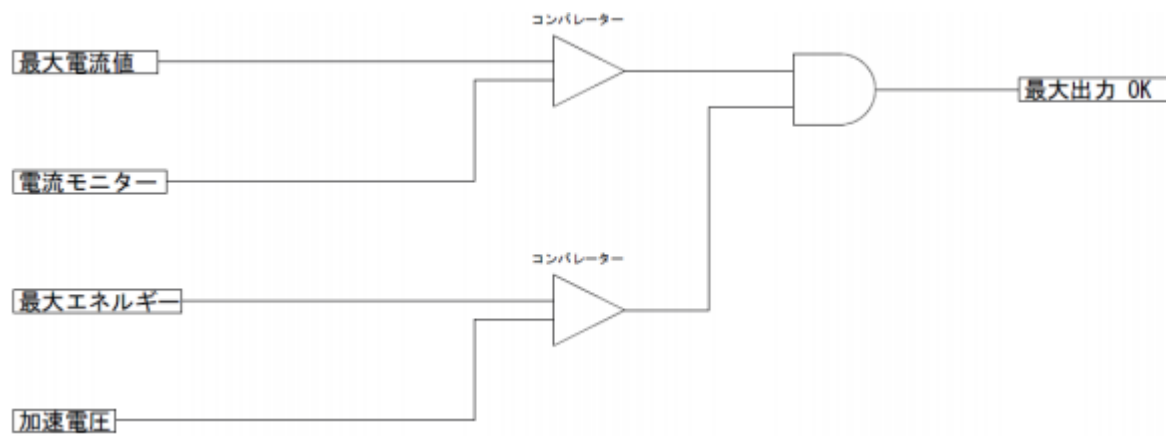 コンパレーター
最大電流値
最大出力 OK
電流モニター
コンパレーター
最大エネルギー
加速電圧